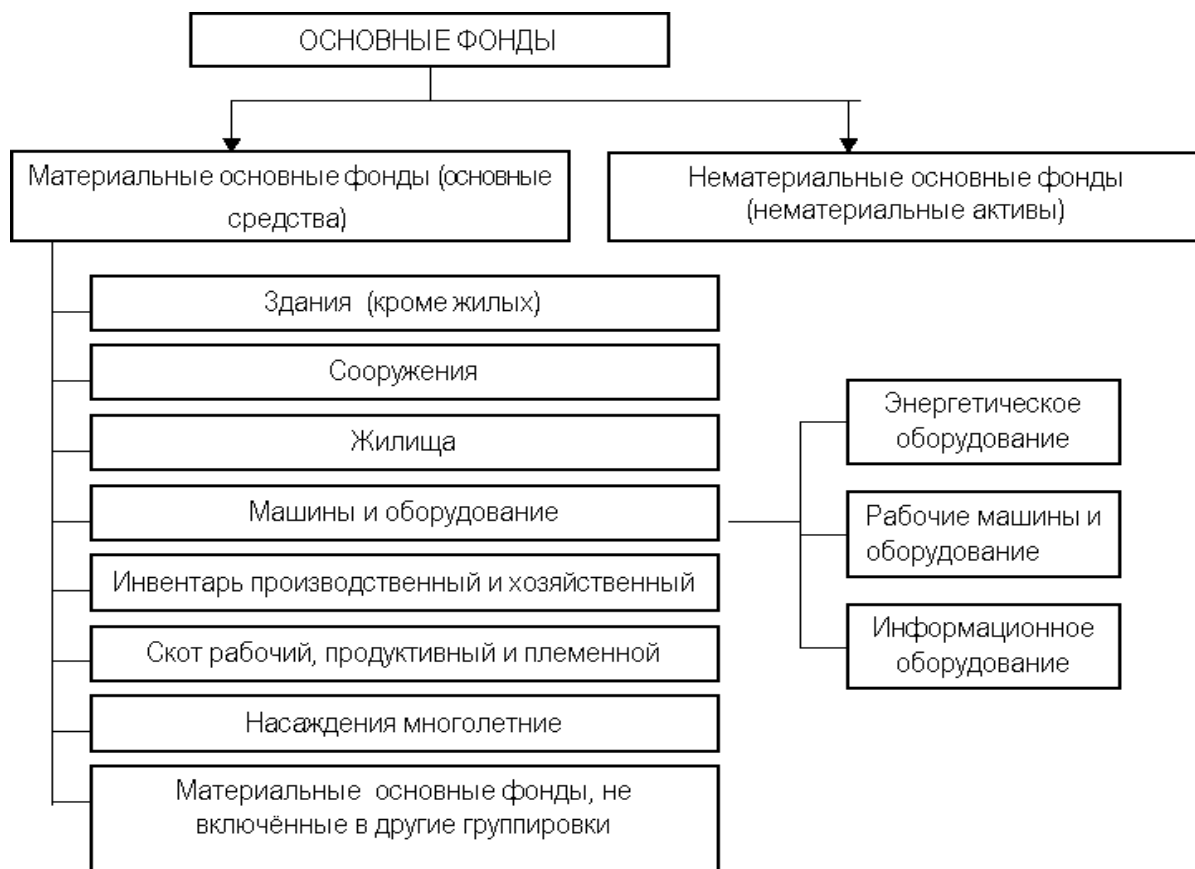 ОСНОВНЫЕ ФОНДЫ
Материальные основные фонды (основные
средства)
Нематериальные основные фонды
(нематериальные активы)
Здания (кроме жилых)
Сооружения
Жилища
Машины и оборудование
Инвентарь производственный и хозяйственный
Скот рабочий, продуктивный и племенной
Насаждения многолетние
Материальные основные фонды, не
включённые в другие группировки
Энергетическое
оборудование
Рабочие машины и
оборудование
Информационное
оборудование